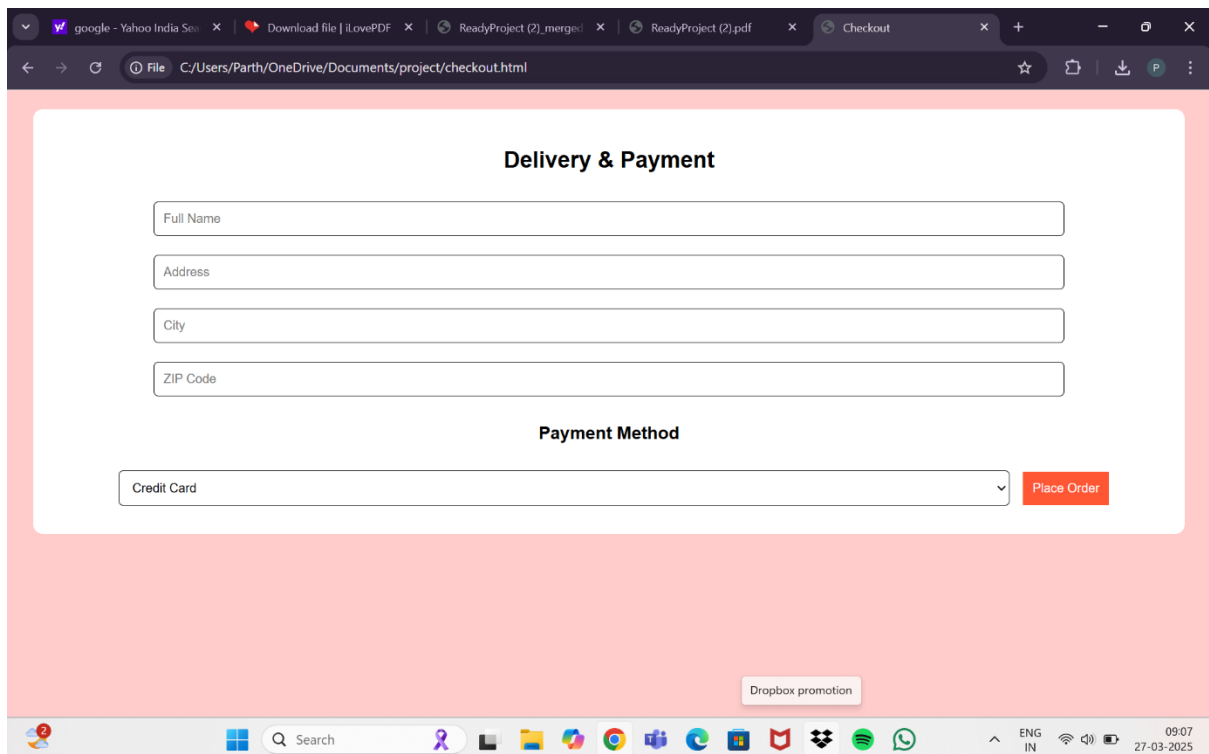 google - Yahoo India Sea
Download file | iLovePDF
ReadyProject (2)_merged
ReadyProject (2).pdf
Checkout
File C:/Users/Parth/OneDrive/Documents/project/checkout.html
P
Delivery & Payment
Full Name
Address
City
ZIP Code
Payment Method
Credit Card
Place Order
Dropbox promotion
2
Search
ENG
IN
09:07
27-03-2025